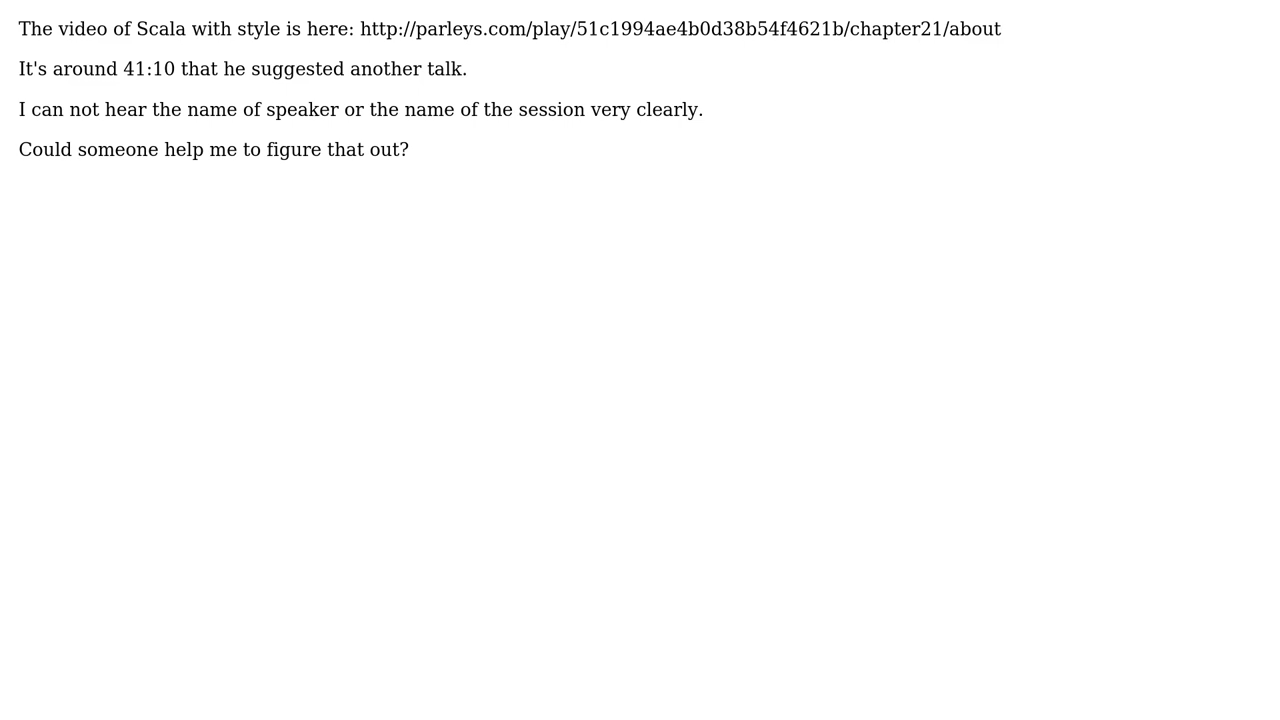 The video of Scala with style is here: http://parleys.com/play/51c1994ae4b0d38b54f4621b/chapter21/about
It's around 41:10 that he suggested another talk.
I can not hear the name of speaker or the name of the session very clearly.
Could someone help me to figure that out?